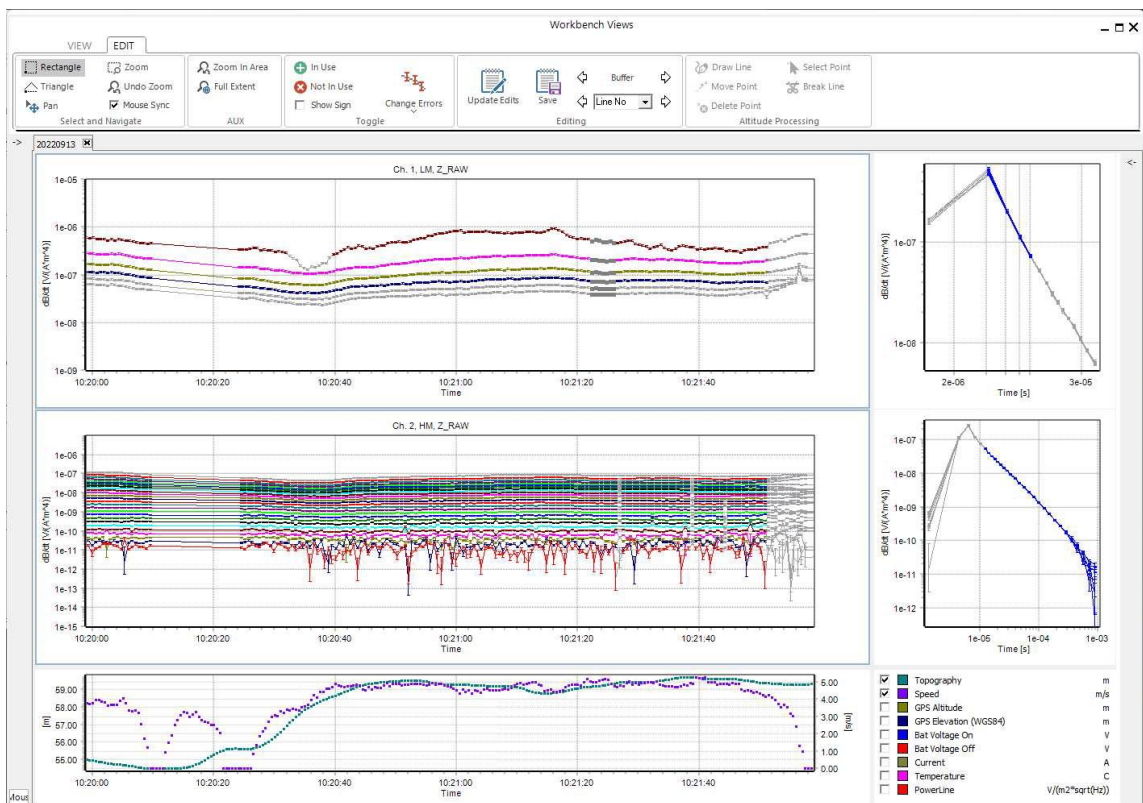 Workbench Views
VIEW EDIT
Rectangle Zoom Zoom In Area In Use Buffer Draw Line Select Point
Triangle Undo Zoom Full Extent Not In Use Change Errors Update Edits Save Line No Move Point Break Line
Pan Mouse Sync Show Sign Delete Point
Select and Navigate AUX Toggle Editing Altitude Processing
-> 20220913 <-
Ch. 1, LM, Z_RAW
dB/dt [V/(A*m^4)]
1e-05
1e-06
1e-07
1e-08
1e-09
10:20:00 10:20:20 10:20:40 10:21:00 10:21:20 10:21:40
Time
dB/dt [V/(A*m^4)]
1e-07
1e-08
2e-06 3e-05
Time [s]
Ch. 2, HM, Z_RAW
dB/dt [V/(A*m^4)]
1e-06
1e-07
1e-08
1e-09
1e-10
1e-11
1e-12
1e-13
1e-14
1e-15
10:20:00 10:20:20 10:20:40 10:21:00 10:21:20 10:21:40
Time
dB/dt [V/(A*m^4)]
1e-07
1e-08
1e-09
1e-10
1e-11
1e-12
1e-05 1e-04 1e-03
Time [s]
[m]
59.00
58.00
57.00
56.00
55.00
5.00
4.00
3.00
2.00
1.00
0.00
[m/s]
10:20:00 10:20:20 10:20:40 10:21:00 10:21:20 10:21:40
Topography m
Speed m/s
GPS Altitude m
GPS Elevation (WGS84) m
Bat Voltage On V
Bat Voltage Off V
Current A
Temperature C
PowerLine V/(m2*sqrt(Hz))